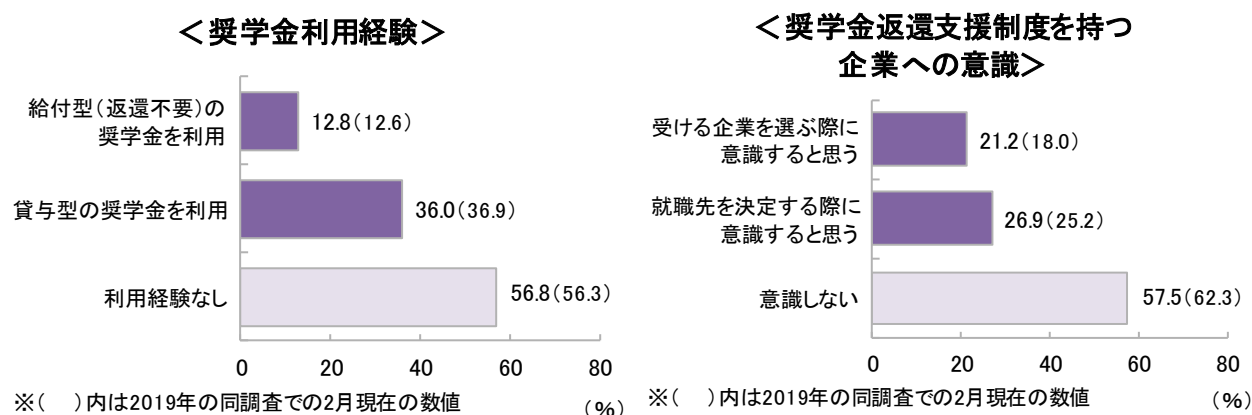 ＜奨学金利用経験＞
給付型（返還不要）の
奨学金を利用
12.8（12.6）
貸与型の奨学金を利用
36.0（36.9）
利用経験なし
56.8（56.3）
0 20 40 60 80
※（　）内は2019年の同調査での2月現在の数値
（%）
＜奨学金返還支援制度を持つ
企業への意識＞
受ける企業を選ぶ際に
意識すると思う
21.2（18.0）
就職先を決定する際に
意識すると思う
26.9（25.2）
意識しない
57.5（62.3）
0 20 40 60 80
※（　）内は2019年の同調査での2月現在の数値
（%）